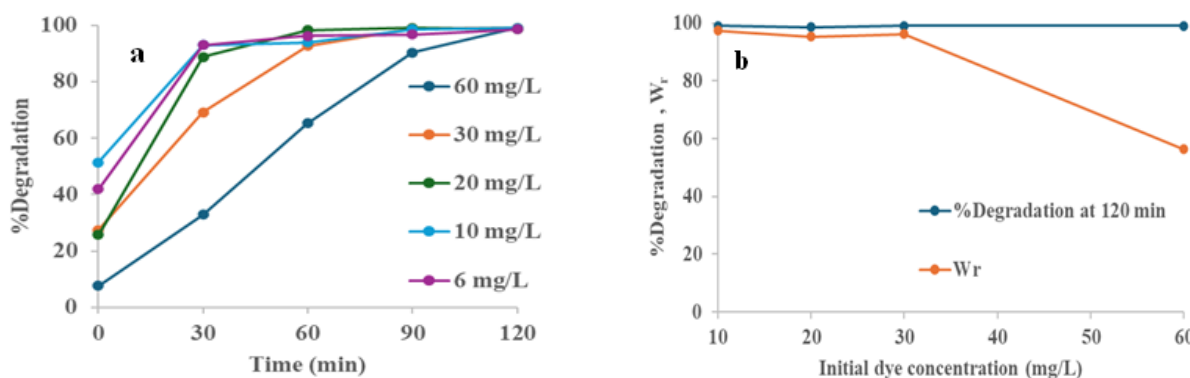 a
%Degradation
100
80
60
40
20
0
0 30 60 90 120
Time (min)
60 mg/L
30 mg/L
20 mg/L
10 mg/L
6 mg/L
b
%Degradation , Wr
100
80
60
40
20
0
10 20 30 40 50 60
Initial dye concentration (mg/L)
%Degradation at 120 min
Wr